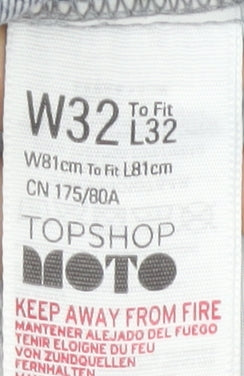 W32 To Fit L32
W81cm To Fit L81cm
CN 175/80A
TOPSHOP
MOTO
KEEP AWAY FROM FIRE
MANTENER ALEJADO DEL FUEGO
TENIR ELOIGNE DU FEU
VON ZUNDQUELLEN
FERNHALTEN